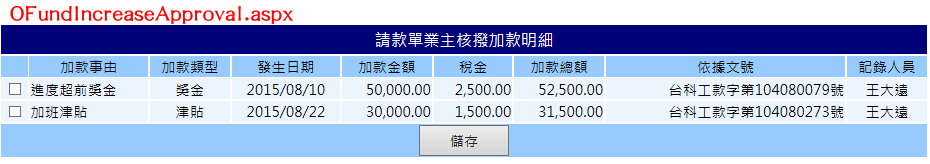 OFundIncreaseApproval.aspx
請款單業主核撥加款明細
加款事由 加款類型 發生日期 加款金額 稅金 加款總額 依據文號 記錄人員
進度超前獎金 獎金 2015/08/10 50,000.00 2,500.00 52,500.00 台科工款字第104080079號 王大遠
加班津貼 津貼 2015/08/22 30,000.00 1,500.00 31,500.00 台科工款字第104080273號 王大遠
儲存